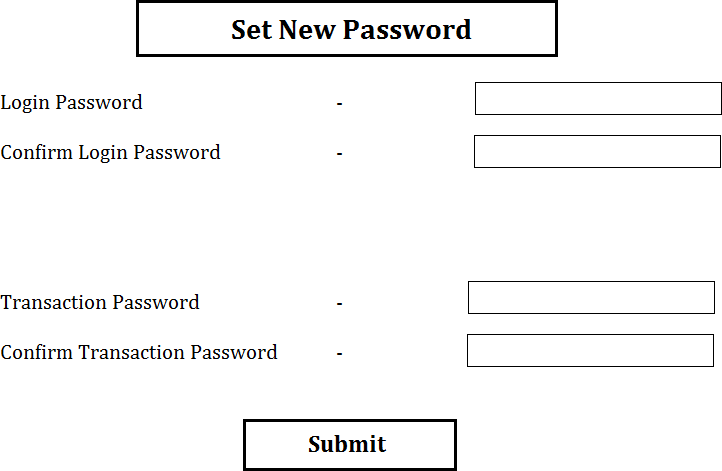 Set New Password
Login Password -
Confirm Login Password -
Transaction Password -
Confirm Transaction Password -
Submit